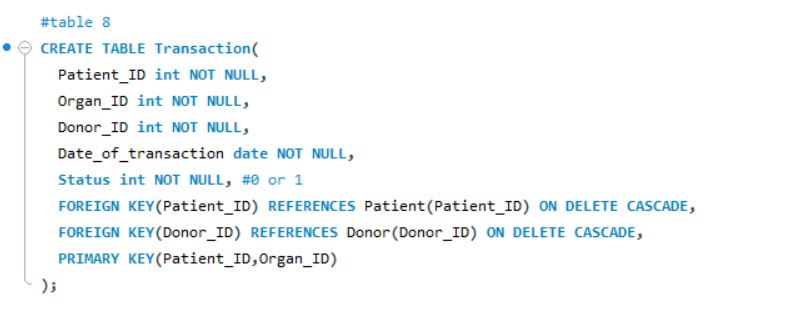 #table 8
CREATE TABLE Transaction(
Patient_ID int NOT NULL,
Organ_ID int NOT NULL,
Donor_ID int NOT NULL,
Date_of_transaction date NOT NULL,
Status int NOT NULL, #0 or 1
FOREIGN KEY(Patient_ID) REFERENCES Patient(Patient_ID) ON DELETE CASCADE,
FOREIGN KEY(Donor_ID) REFERENCES Donor(Donor_ID) ON DELETE CASCADE,
PRIMARY KEY(Patient_ID,Organ_ID)
);